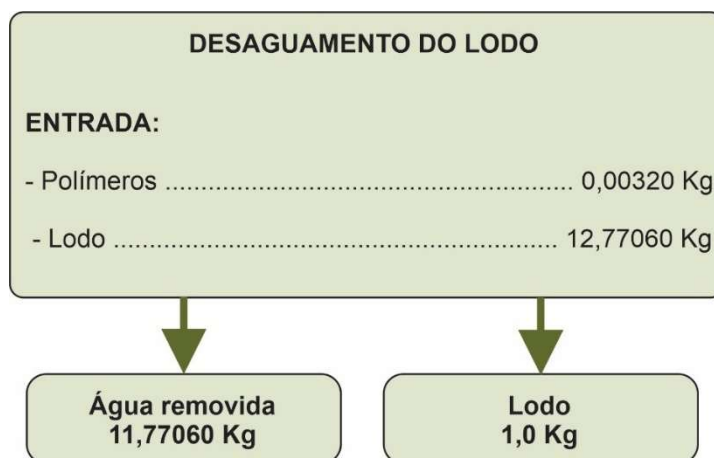 DESAGUAMENTO DO LODO
ENTRADA:
- Polímeros ......................................................... 0,00320 Kg
- Lodo .............................................................. 12,77060 Kg
Água removida
11,77060 Kg
Lodo
1,0 Kg